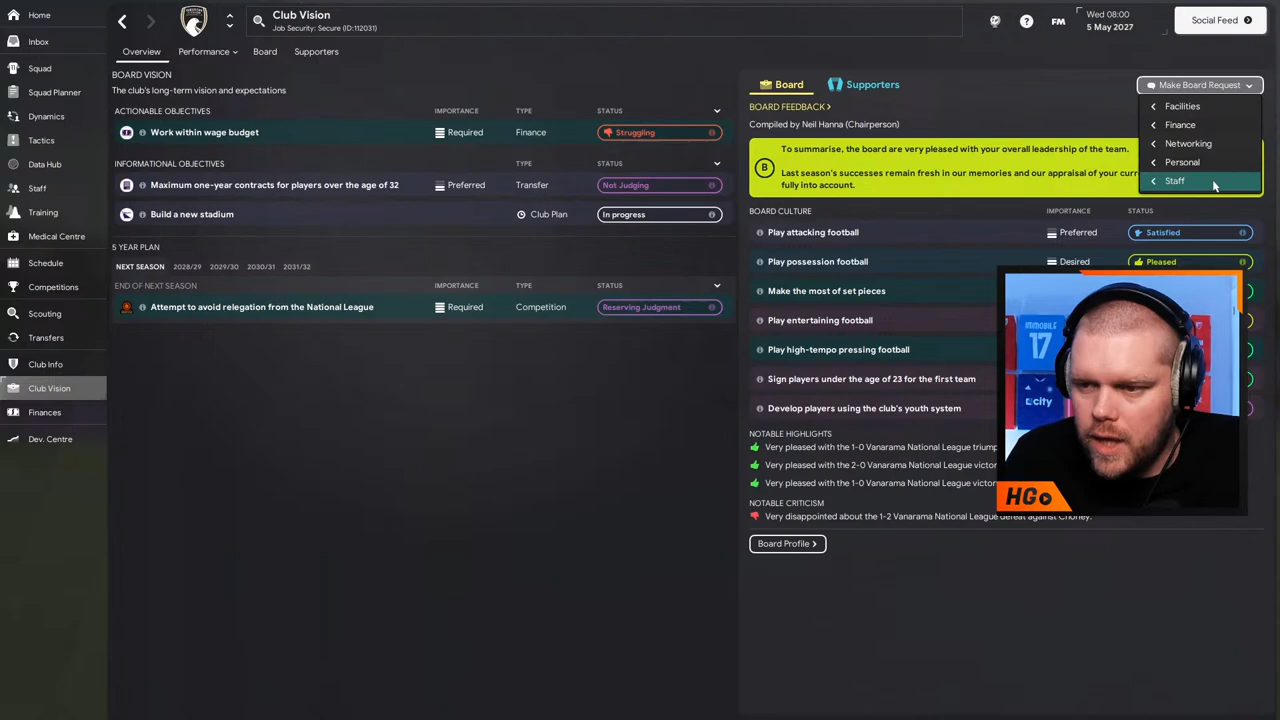 Home
Inbox
Squad
Squad Planner
Dynamics
Tactics
Data Hub
Staff
Training
Medical Centre
Schedule
Competitions
Scouting
Transfers
Club Info
Club Vision
Finances
Dev. Centre
Club Vision
Job Security: Secure (ID:112031)
FM
Wed 08:00
5 May 2027
Social Feed
Overview
Performance
Board
Supporters
BOARD VISION
The club's long-term vision and expectations
ACTIONABLE OBJECTIVES IMPORTANCE TYPE STATUS
Work within wage budget Required Finance Struggling
INFORMATIONAL OBJECTIVES IMPORTANCE TYPE STATUS
Maximum one-year contracts for players over the age of 32 Preferred Transfer Not Judging
Build a new stadium Club Plan In progress
5 YEAR PLAN
NEXT SEASON 2028/29 2029/30 2030/31 2031/32
END OF NEXT SEASON IMPORTANCE TYPE STATUS
Attempt to avoid relegation from the National League Required Competition Reserving Judgment
Board
Supporters
Make Board Request
Facilities
Finance
Networking
Personal
Staff
BOARD FEEDBACK
Compiled by Neil Hanna (Chairperson)
B
To summarise, the board are very pleased with your overall leadership of the team.
Last season's successes remain fresh in our memories and our appraisal of your
fully into account.
BOARD CULTURE IMPORTANCE STATUS
Play attacking football Preferred Satisfied
Play possession football Desired Pleased
Make the most of set pieces
Play entertaining football
Play high-tempo pressing football
Sign players under the age of 23 for the first team
Develop players using the club's youth system
NOTABLE HIGHLIGHTS
Very pleased with the 1-0 Vanarama National League
Very pleased with the 2-0 Vanarama National League
Very pleased with the 1-0 Vanarama National League
NOTABLE CRITICISM
Very disappointed about the 1-2 Vanarama National League defeat against Chorley.
Board Profile
IMMOBILE
17
city
HG